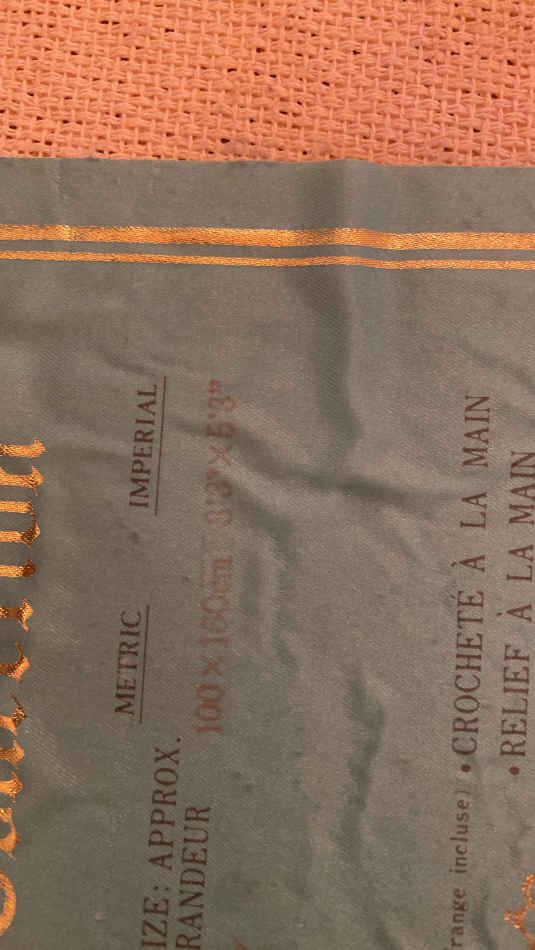 METRIC IMPERIAL
IZE: APPROX. 100 × 160cm 3'3"×5'3"
RANDEUR
range incluse) • CROCHETÉ À LA MAIN
• RELIEF À LA MAIN